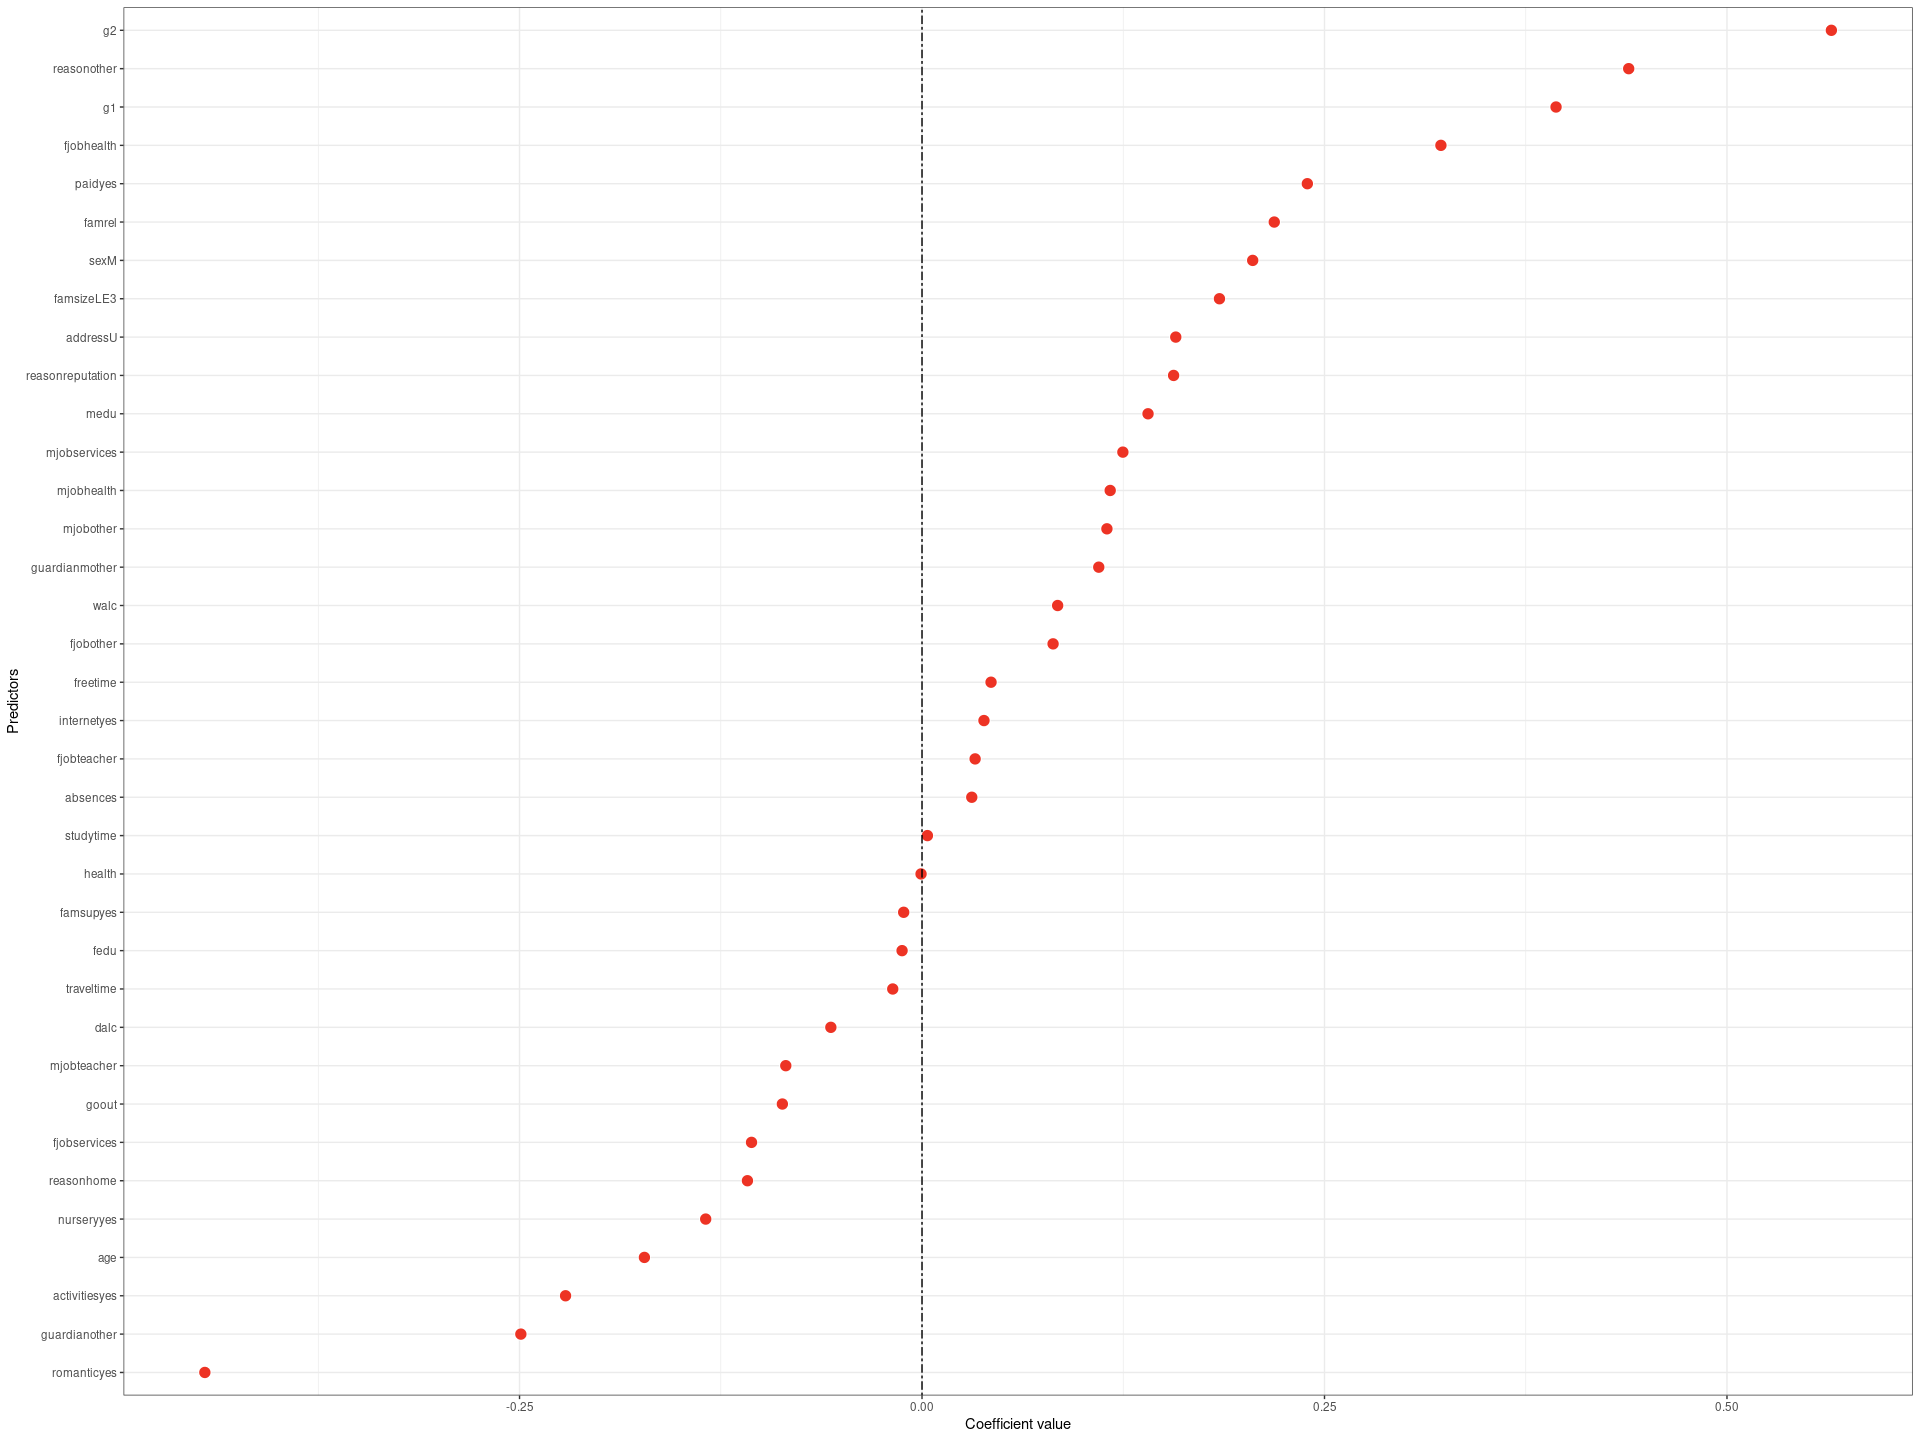 g2
reasonother
g1
fjobhealth
paidyes
famrel
sexM
famsizeLE3
addressU
reasonreputation
medu
mjobservices
mjobhealth
mjobother
guardianmother
walc
fjobother
freetime
internetyes
fjobteacher
absences
studytime
health
famsupyes
fedu
traveltime
dalc
mjobteacher
goout
fjobservices
reasonhome
nurseryyes
age
activitiesyes
guardianother
romanticyes
Predictors
-0.25 0.00 0.25 0.50
Coefficient value